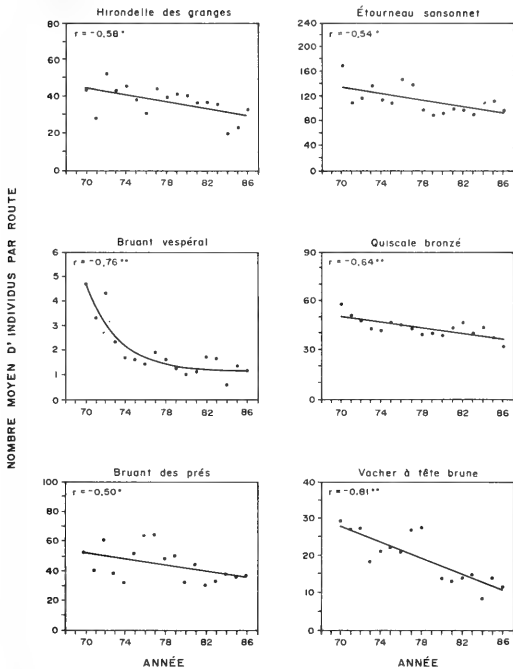 NOMBRE MOYEN D' INDIVIDUS PAR ROUTE
Hirondelle des granges
r = -0,58*
80
60
40
20
0
70 74 78 82 86
Étourneau sansonnet
r = -0,54*
240
200
160
120
80
40
0
70 74 78 82 86
Bruant vespéral
r = -0,76**
6
5
4
3
2
1
0
70 74 78 82 86
Quiscale bronzé
r = -0,64**
90
60
30
0
70 74 78 82 86
Bruant des prés
r = -0,50*
100
80
60
40
20
0
70 74 78 82 86
ANNÉE
Vacher à tête brune
r = -0,81**
40
30
20
10
0
70 74 78 82 86
ANNÉE